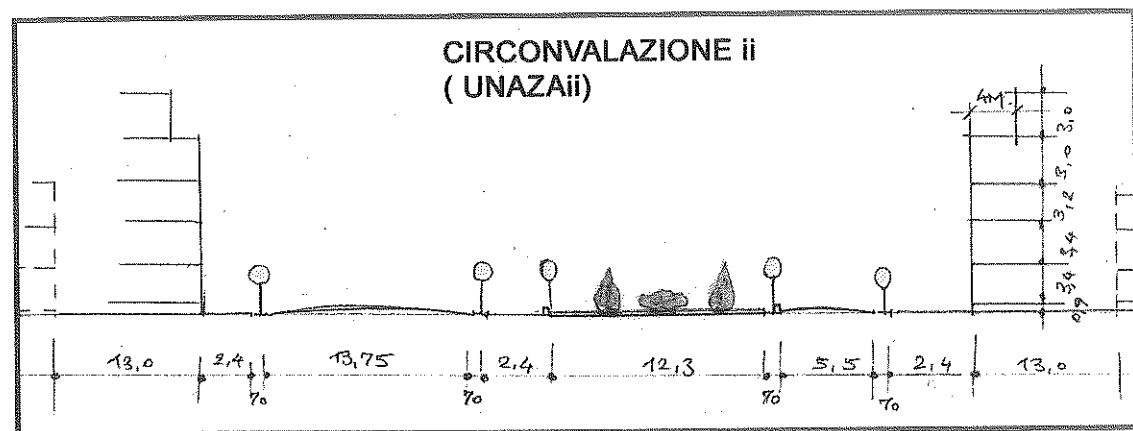 CIRCONVALAZIONE ii
( UNAZAii)
4M.
3,0
3,0
3,2
3,4
3,4
0,9
13,0 2,4 13,75 2,4 12,3 5,5 2,4 13,0
70 70 70 70